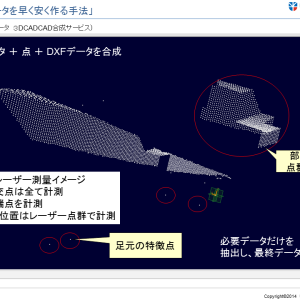 ータを早く安く作る手法」
ータ ③DCADCAD合成サービス）
タ ＋ 点 ＋ DXFデータを合成
部
点群
レーザー測量イメージ
交点は全て計測
端点を計測
位置はレーザー点群で計測
足元の特徴点
必要データだけを
抽出し、最終データ
Copyright©2014